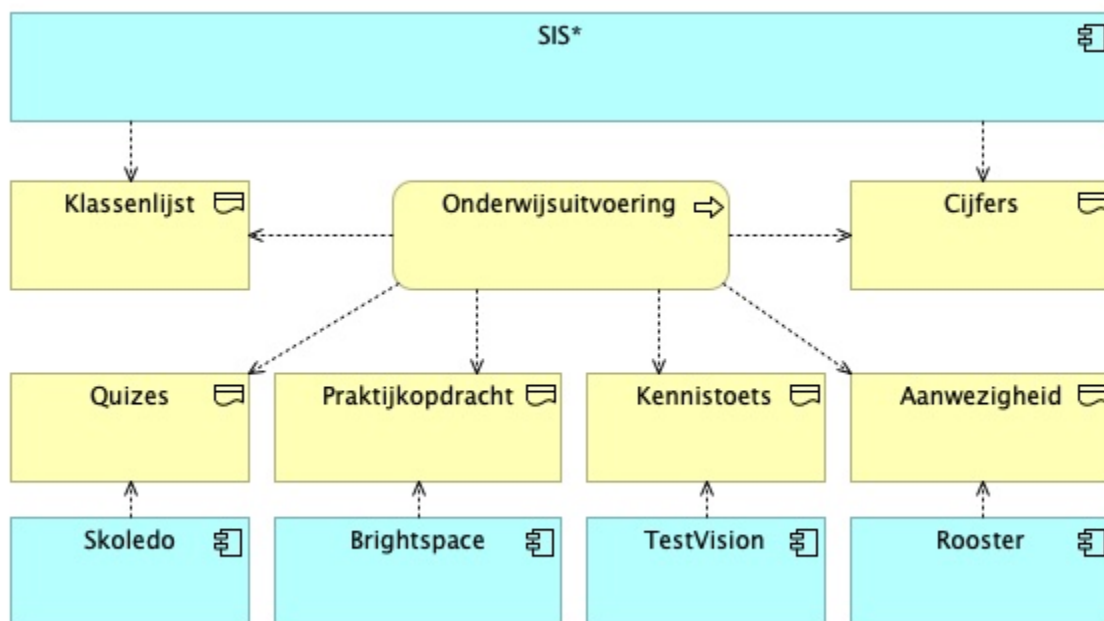 SIS*
Klassenlijst
Onderwijsuitvoering
Cijfers
Quizes
Praktijkopdracht
Kennistoets
Aanwezigheid
Skoledo
Brightspace
TestVision
Rooster